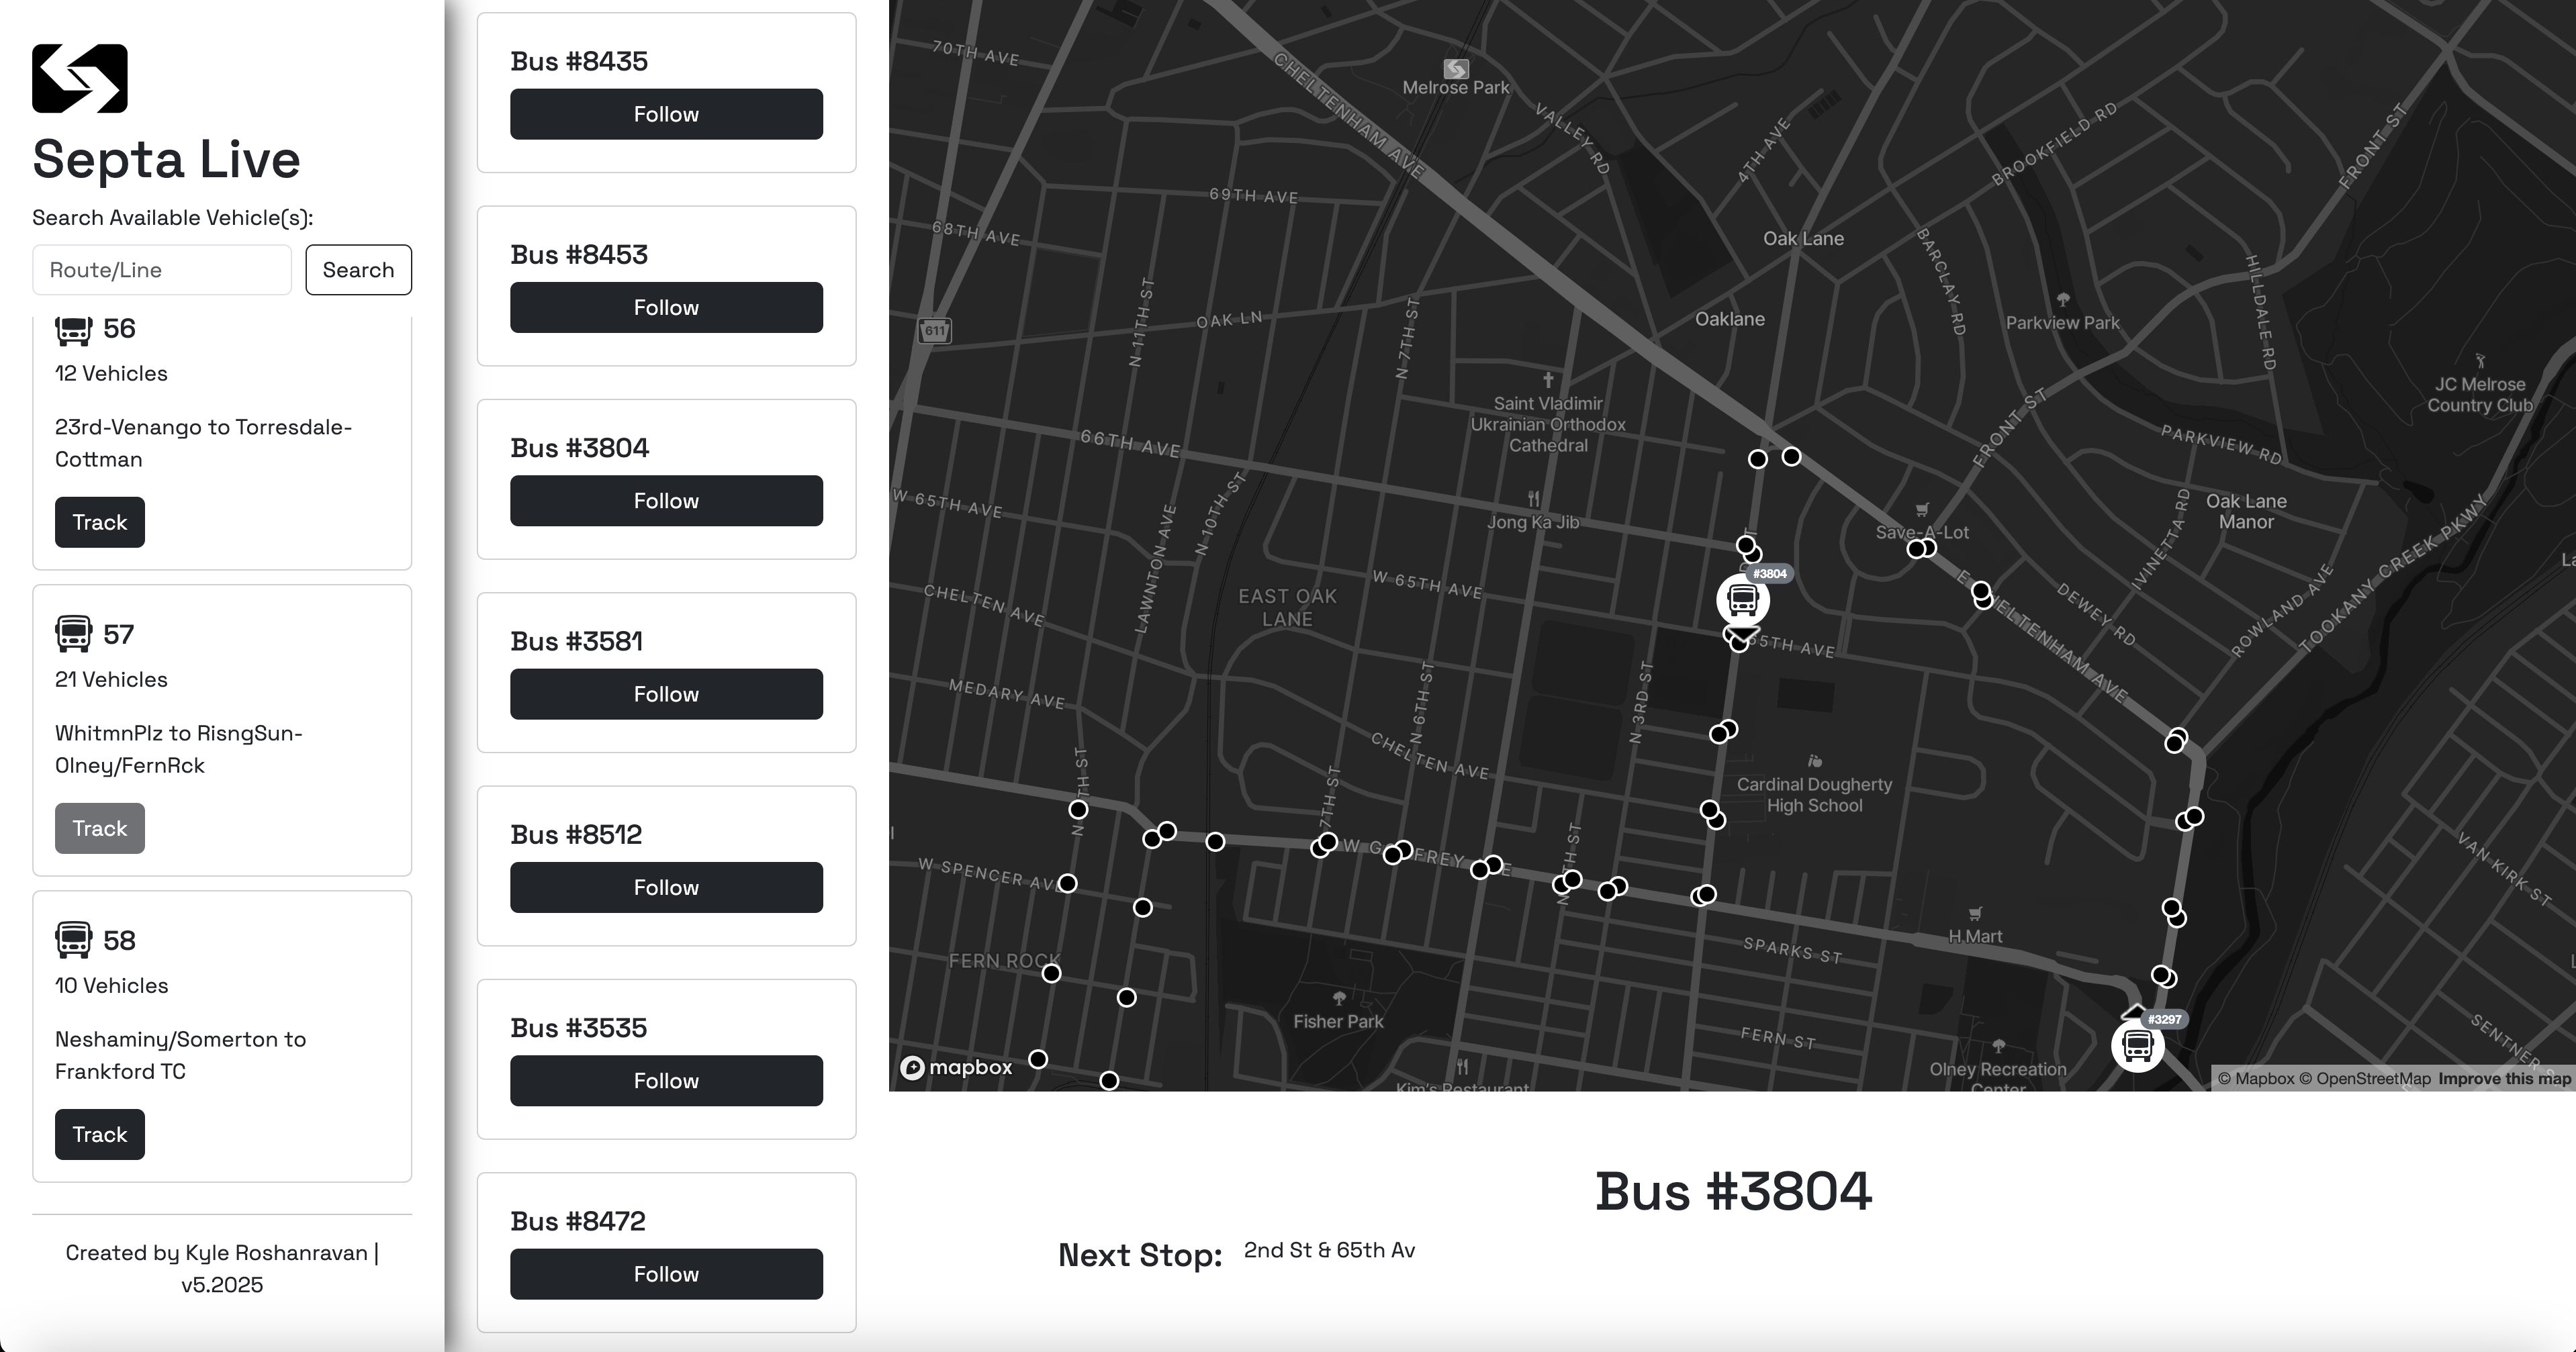 Septa Live
Search Available Vehicle(s):
Route/Line
Search
56
12 Vehicles
23rd-Venango to Torresdale-
Cottman
Track
57
21 Vehicles
WhitmnPlz to RisngSun-
Olney/FernRck
Track
58
10 Vehicles
Neshaminy/Somerton to
Frankford TC
Track
Created by Kyle Roshanravan |
v5.2025
Bus #8435
Follow
Bus #8453
Follow
Bus #3804
Follow
Bus #3581
Follow
Bus #8512
Follow
Bus #3535
Follow
Bus #8472
Follow
70TH AVE
CHELTENHAM AVE
Melrose Park
VALLEY RD
4TH AVE
BROOKFIELD RD
FRONT ST
69TH AVE
68TH AVE
Oak Lane
BARCLAY RD
HILLDALE RD
N 11TH ST
OAK LN
N 7TH ST
Oaklane
Parkview Park
611
JC Melrose
Country Club
Saint Vladimir
Ukrainian Orthodox
Cathedral
FRONT ST
66TH AVE
PARKVIEW RD
W 65TH AVE
N 10TH ST
Jong Ka Jib
Save-A-Lot
Oak Lane
Manor
LAWNTON AVE
IVINETTA RD
TOOKANY CREEK PKWY
#3804
CHELTEN AVE
EAST OAK
LANE
W 65TH AVE
65TH AVE
DEWEY RD
ROWLAND AVE
MEDARY AVE
N 6TH ST
N 3RD ST
CHELTEN AVE
Cardinal Dougherty
High School
7TH ST
VAN KIRK ST
W SPENCER AVE
H Mart
FERN ROCK
SPARKS ST
Fisher Park
FERN ST
#3297
SENTNER S
Olney Recreation
Center
Kim's Restaurant
mapbox
© Mapbox © OpenStreetMap Improve this map
Bus #3804
Next Stop: 2nd St & 65th Av